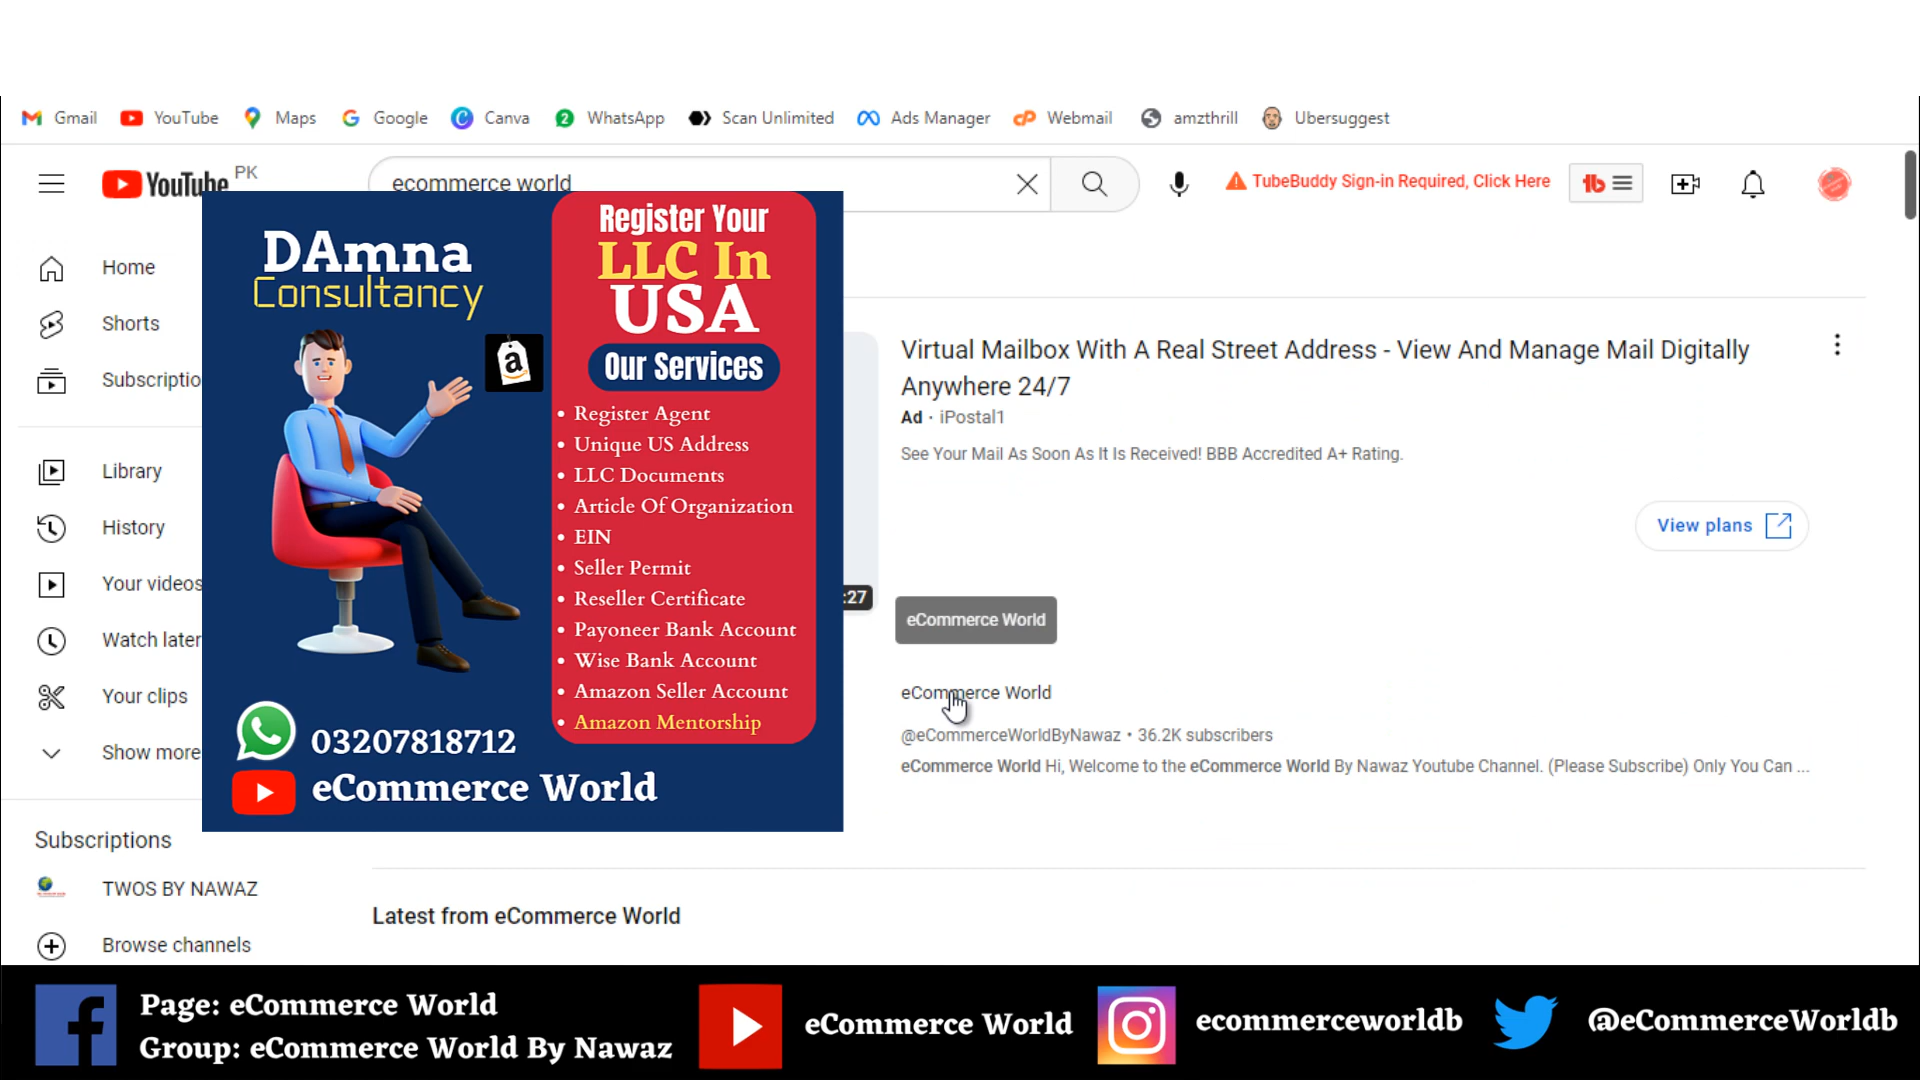 Gmail YouTube Maps Google Canva 2 WhatsApp Scan Unlimited Ads Manager cP Webmail amzthrill Ubersuggest
YouTube PK
ecommerce world
TubeBuddy Sign-in Required, Click Here
tb
Home
Shorts
Subscriptio
Library
History
Your videos
Watch later
Your clips
Show more
Subscriptions
TWOS BY NAWAZ
Browse channels
DAmna
Consultancy
a
Register Your
LLC In
USA
Our Services
• Register Agent
• Unique US Address
• LLC Documents
• Article Of Organization
• EIN
• Seller Permit
• Reseller Certificate
• Payoneer Bank Account
• Wise Bank Account
• Amazon Seller Account
• Amazon Mentorship
03207818712
eCommerce World
:27
Virtual Mailbox With A Real Street Address - View And Manage Mail Digitally
Anywhere 24/7
Ad · iPostal1
See Your Mail As Soon As It Is Received! BBB Accredited A+ Rating.
View plans
eCommerce World
eCommerce World
@eCommerceWorldByNawaz • 36.2K subscribers
eCommerce World Hi, Welcome to the eCommerce World By Nawaz Youtube Channel. (Please Subscribe) Only You Can ...
Latest from eCommerce World
f
Page: eCommerce World
Group: eCommerce World By Nawaz
eCommerce World
ecommerceworldb
@eCommerceWorldb